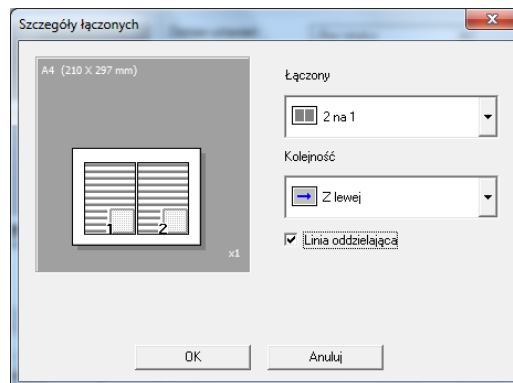 Szczegóły łączonych
A4 (210 X 297 mm)
1 2
x1
Łączony
2 na 1
Kolejność
Z lewej
Linia oddzielająca
OK
Anuluj